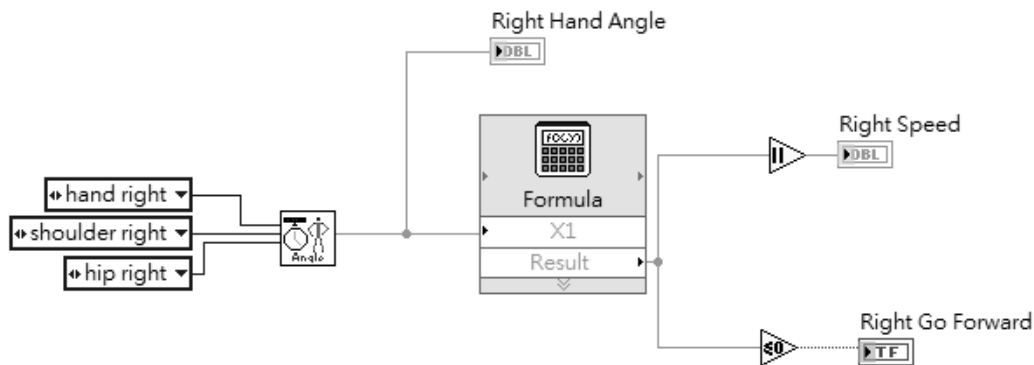 Right Hand Angle
DBL
f(x,y)
Right Speed
DBL
hand right
shoulder right
hip right
Angle
Formula
X1
Result
≤0
Right Go Forward
TF